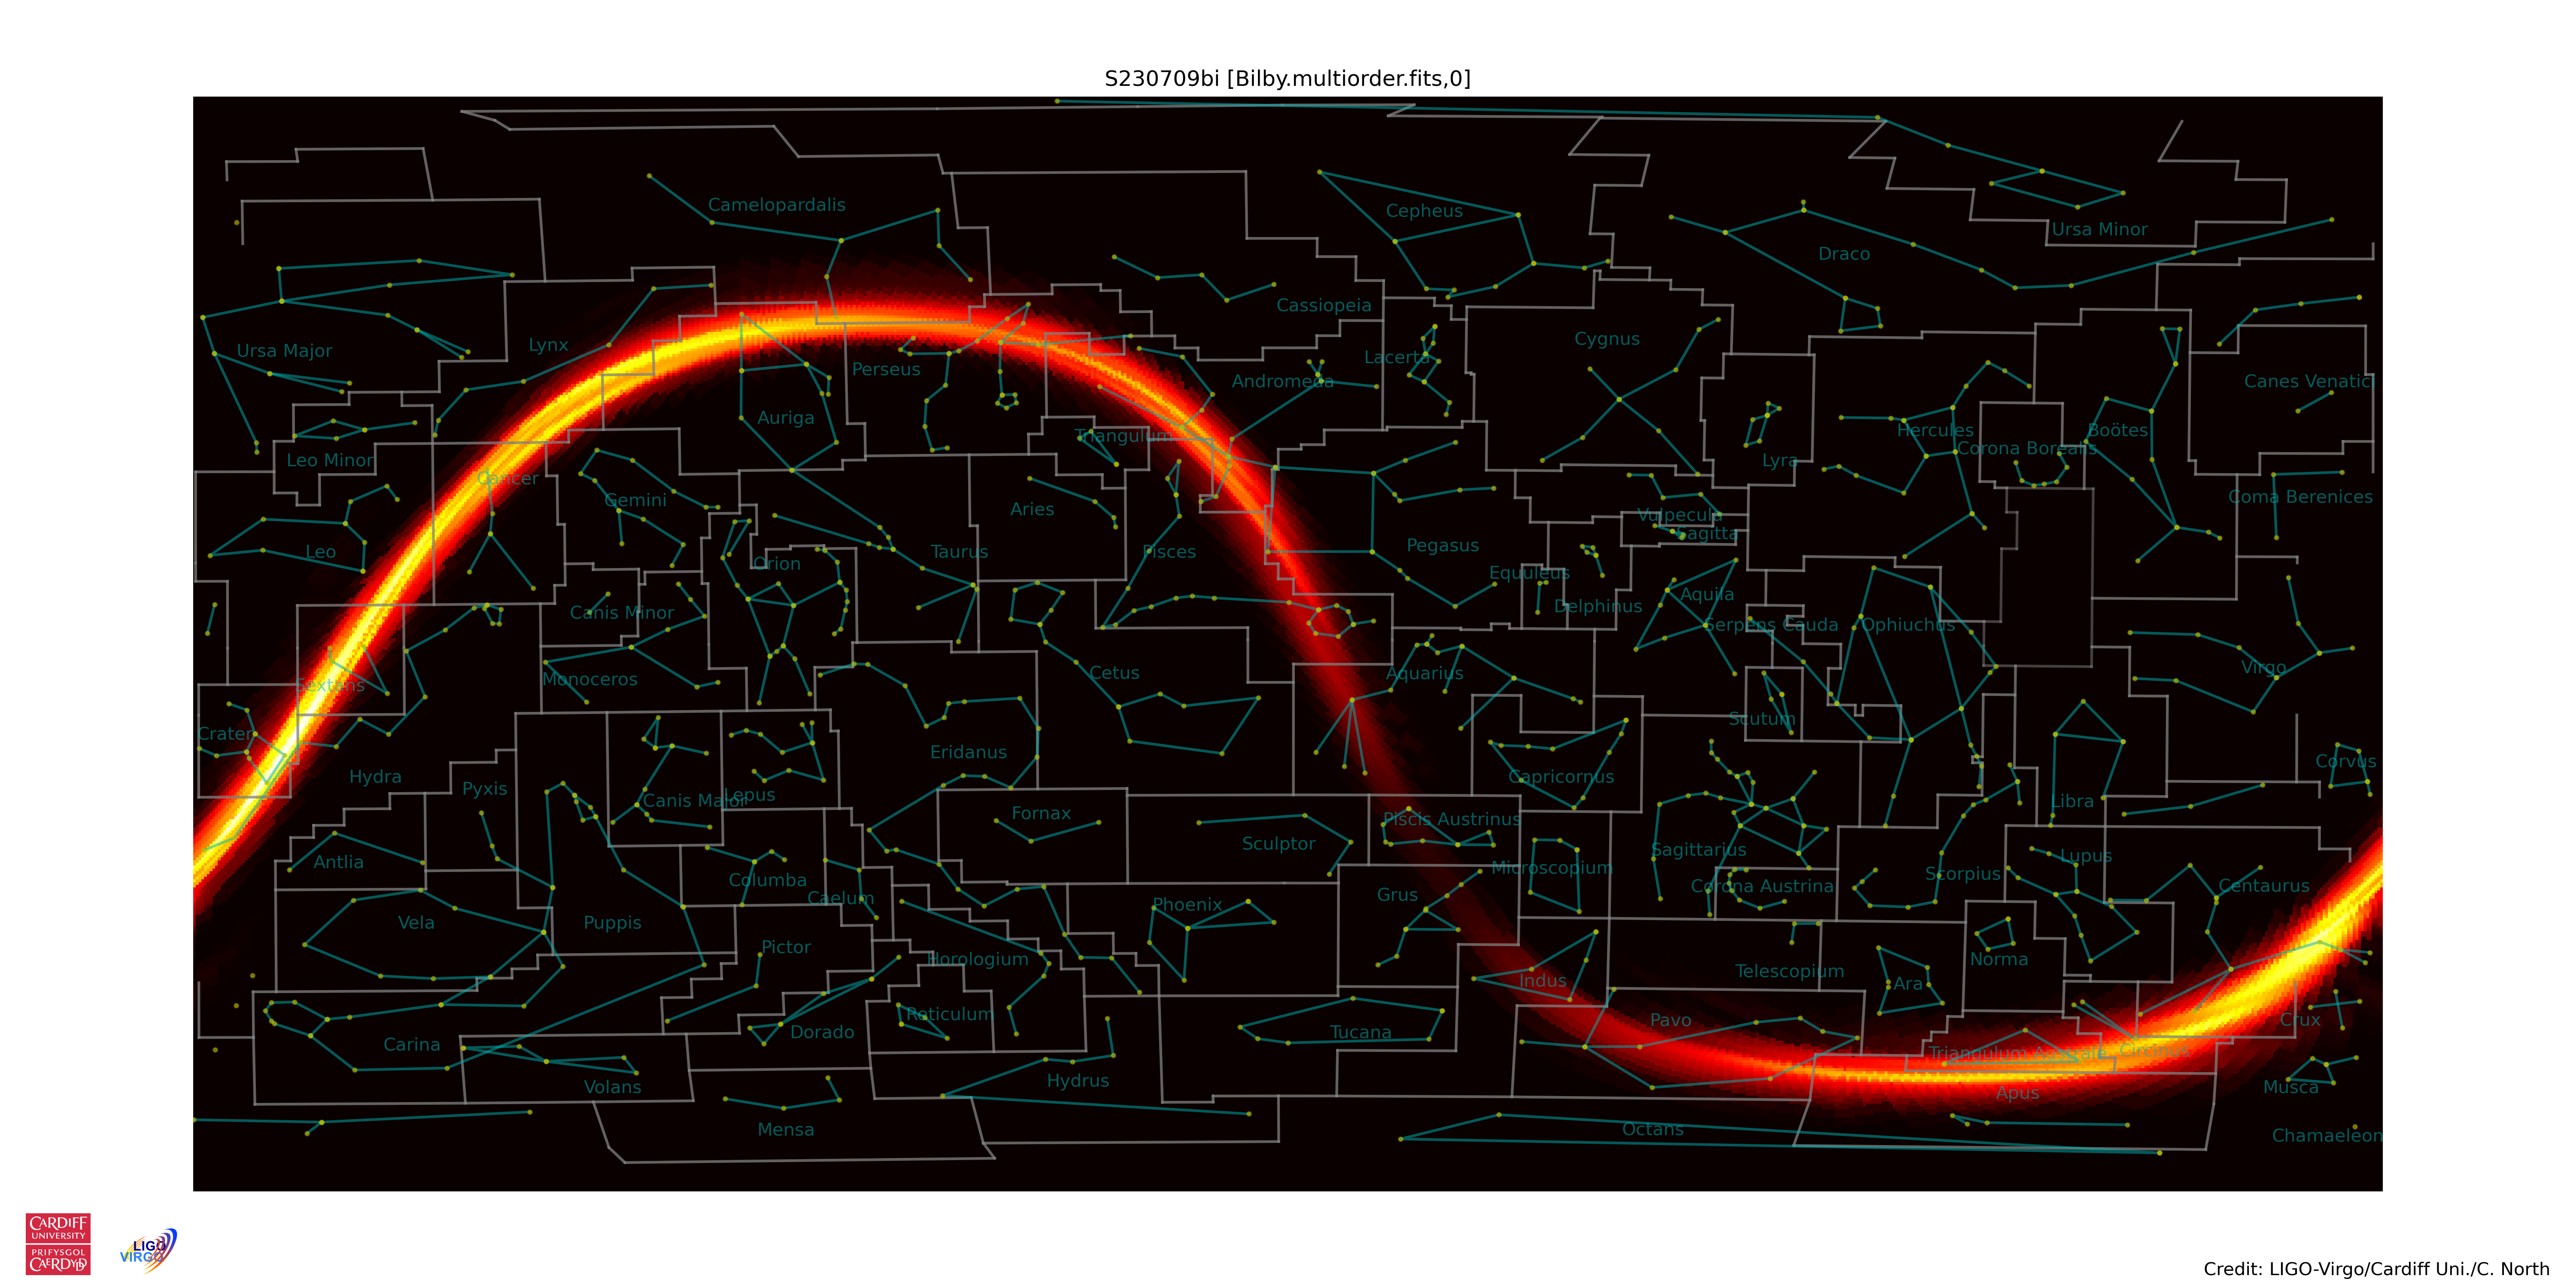 S230709bi [Bilby.multiorder.fits,0]
Camelopardalis
Cepheus
Ursa Minor
Draco
Cassiopeia
Cygnus
Lynx
Ursa Major
Lacerta
Perseus
Andromeda
Canes Venatici
Auriga
Hercules
Boötes
Triangulum
Corona Borealis
Leo Minor
Lyra
Cancer
Gemini
Coma Berenices
Aries
Vulpecula
Sagitta
Leo
Taurus
Pisces
Pegasus
Orion
Equuleus
Aquila
Delphinus
Canis Minor
Serpens Cauda
Ophiuchus
Virgo
Cetus
Aquarius
Monoceros
Sextans
Scutum
Crater
Eridanus
Corvus
Hydra
Capricornus
Pyxis
Lepus
Canis Major
Libra
Fornax
Piscis Austrinus
Sculptor
Sagittarius
Lupus
Antlia
Microscopium
Scorpius
Columba
Corona Austrina
Centaurus
Grus
Caelum
Phoenix
Vela
Puppis
Pictor
Horologium
Norma
Telescopium
Indus
Ara
Reticulum
Pavo
Crux
Dorado
Tucana
Carina
Circinus
Triangulum Australe
Hydrus
Volans
Musca
Apus
Mensa
Octans
Chamaeleon
CARDIFF
UNIVERSITY
PRIFYSGOL
CAERDYDD
LIGO
VIRGO
Credit: LIGO-Virgo/Cardiff Uni./C. North